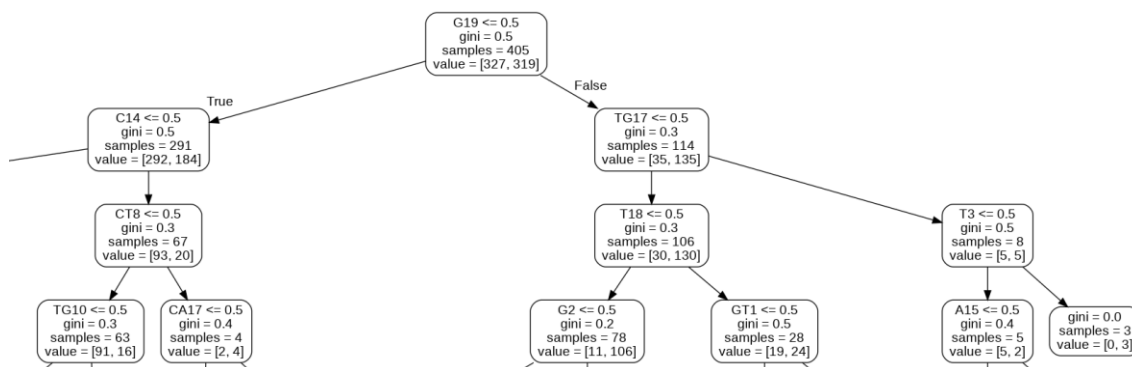 G19 <= 0.5
gini = 0.5
samples = 405
value = [327, 319]
True
False
C14 <= 0.5
gini = 0.5
samples = 291
value = [292, 184]
TG17 <= 0.5
gini = 0.3
samples = 114
value = [35, 135]
CT8 <= 0.5
gini = 0.3
samples = 67
value = [93, 20]
T18 <= 0.5
gini = 0.3
samples = 106
value = [30, 130]
T3 <= 0.5
gini = 0.5
samples = 8
value = [5, 5]
TG10 <= 0.5
gini = 0.3
samples = 63
value = [91, 16]
CA17 <= 0.5
gini = 0.4
samples = 4
value = [2, 4]
G2 <= 0.5
gini = 0.2
samples = 78
value = [11, 106]
GT1 <= 0.5
gini = 0.5
samples = 28
value = [19, 24]
A15 <= 0.5
gini = 0.4
samples = 5
value = [5, 2]
gini = 0.0
samples = 3
value = [0, 3]